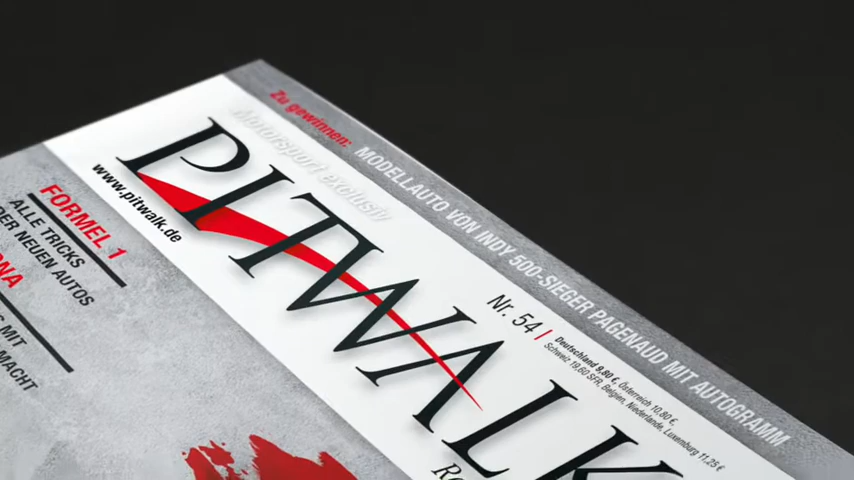 Zu gewinnen: MODELLAUTO VON INDY 500-SIEGER PAGENAUD MIT AUTOGRAMM
Motorsport exclusiv
PITWALK
www.pitwalk.de
Nr. 54 | Deutschland 9,80 €, Österreich 10,80 €,
Schweiz 19,60 SFR, Belgien, Niederlande, Luxemburg 11,25 €
FORMEL 1
ALLE TRICKS
DER NEUEN AUTOS
MIT
MACHT